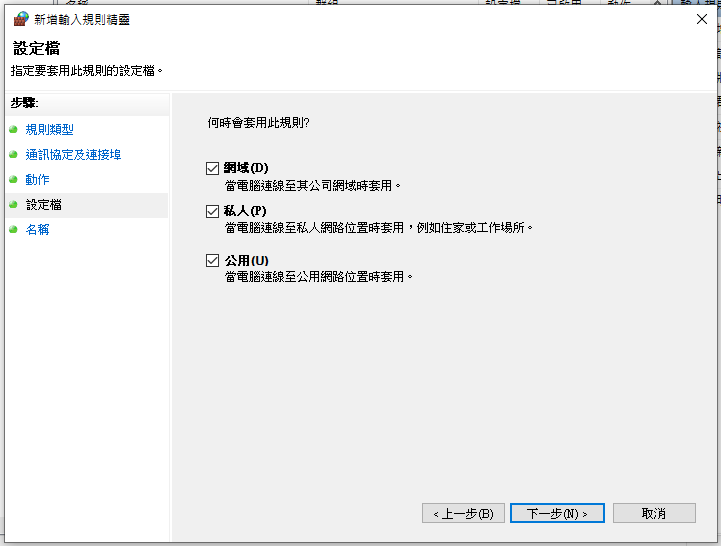 新增輸入規則精靈
設定檔
指定要套用此規則的設定檔。
步驟:
規則類型
通訊協定及連接埠
動作
設定檔
名稱
何時會套用此規則?
網域(D)
當電腦連線至其公司網域時套用。
私人(P)
當電腦連線至私人網路位置時套用，例如住家或工作場所。
公用(U)
當電腦連線至公用網路位置時套用。
< 上一步(B)
下一步(N) >
取消